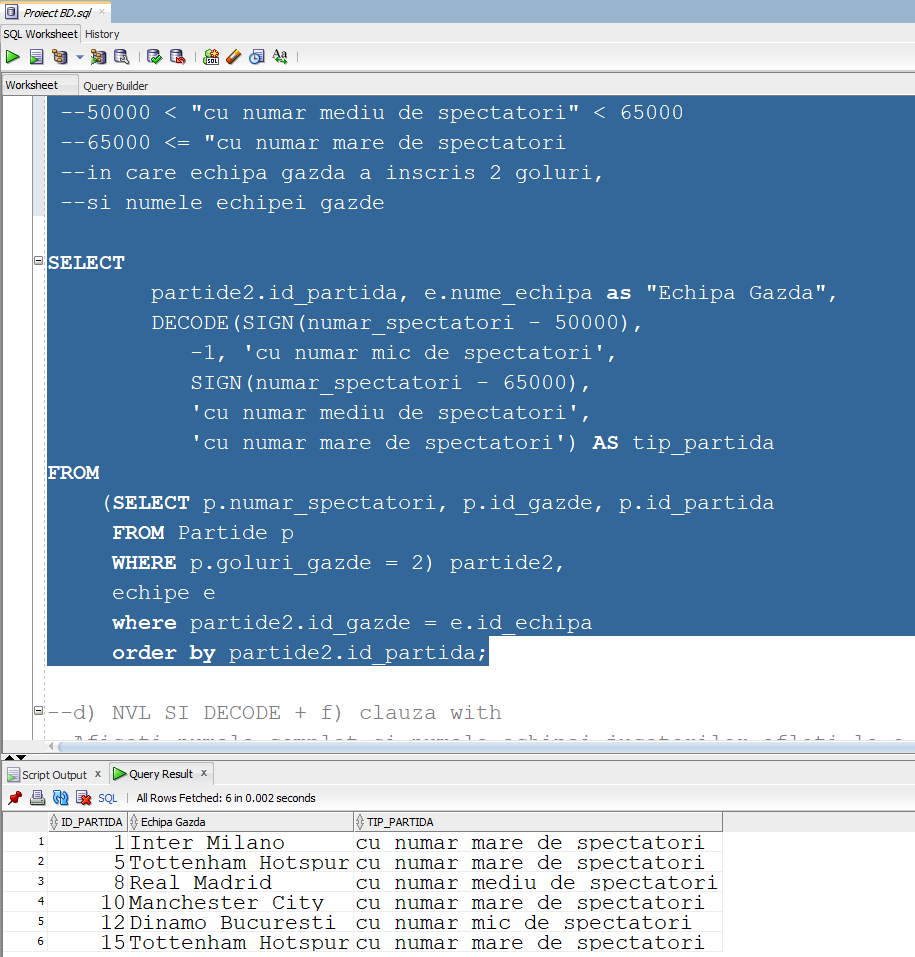 Proiect BD.sql
SQL Worksheet History
Worksheet Query Builder
--50000 < "cu numar mediu de spectatori" < 65000
--65000 <= "cu numar mare de spectatori
--in care echipa gazda a inscris 2 goluri,
--si numele echipei gazde
SELECT
partide2.id_partida, e.nume_echipa as "Echipa Gazda",
DECODE(SIGN(numar_spectatori - 50000),
-1, 'cu numar mic de spectatori',
SIGN(numar_spectatori - 65000),
'cu numar mediu de spectatori',
'cu numar mare de spectatori') AS tip_partida
FROM
(SELECT p.numar_spectatori, p.id_gazde, p.id_partida
FROM Partide p
WHERE p.goluri_gazde = 2) partide2,
echipe e
where partide2.id_gazde = e.id_echipa
order by partide2.id_partida;
--d) NVL SI DECODE + f) clauza with
Script Output x Query Result x
SQL | All Rows Fetched: 6 in 0.002 seconds
ID_PARTIDA Echipa Gazda TIP_PARTIDA
1 1 Inter Milano cu numar mare de spectatori
2 5 Tottenham Hotspur cu numar mare de spectatori
3 8 Real Madrid cu numar mediu de spectatori
4 10 Manchester City cu numar mare de spectatori
5 12 Dinamo Bucuresti cu numar mic de spectatori
6 15 Tottenham Hotspur cu numar mare de spectatori